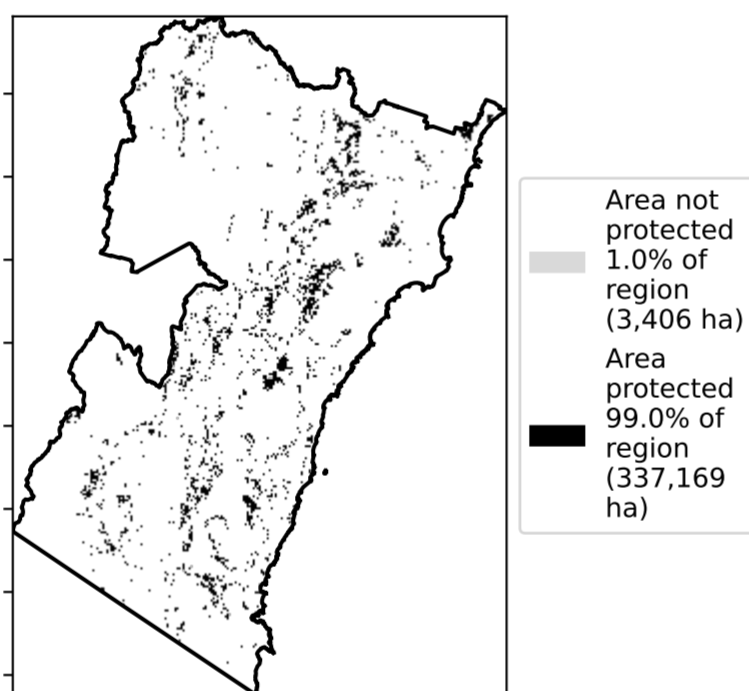 Area not
protected
1.0% of
region
(3,406 ha)
Area
protected
99.0% of
region
(337,169
ha)